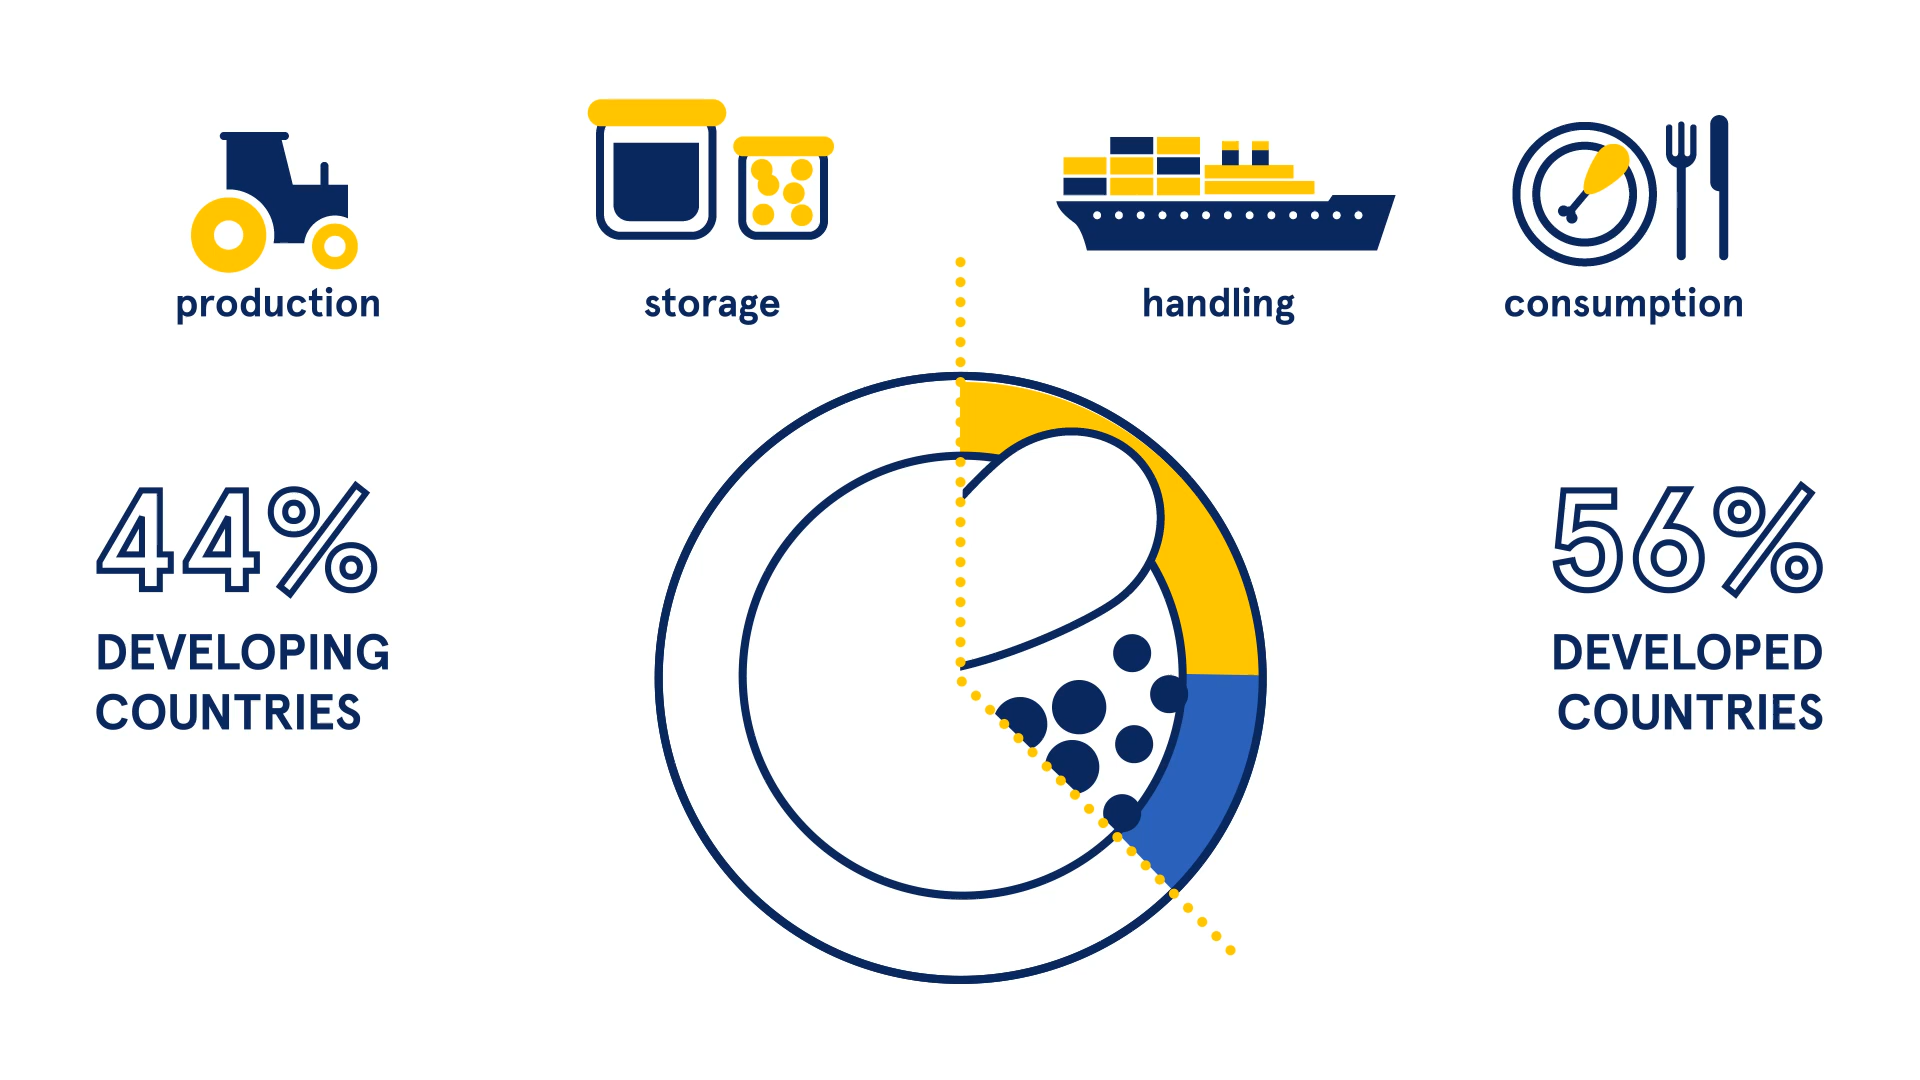 production
storage
handling
consumption
44%
DEVELOPING
COUNTRIES
56%
DEVELOPED
COUNTRIES